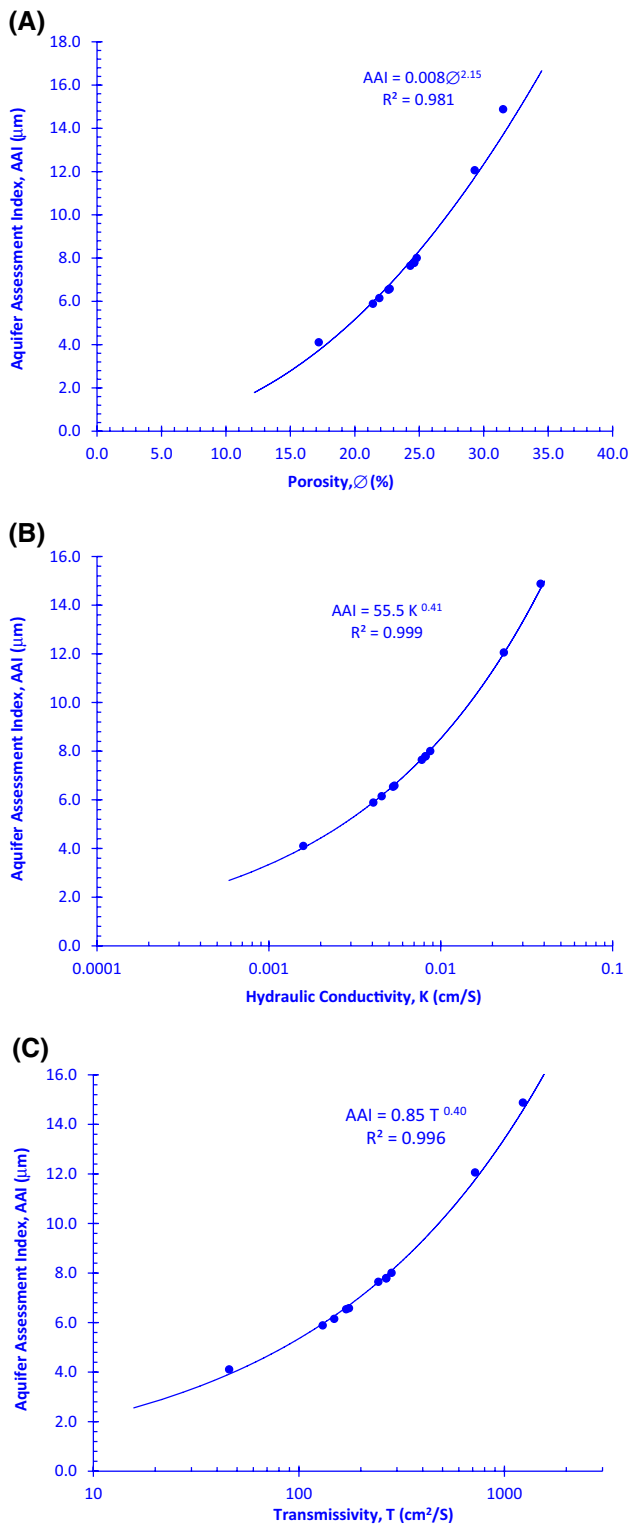 (A)
18.0
16.0
14.0
12.0
10.0
8.0
6.0
4.0
2.0
0.0
Aquifer Assessment Index, AAI (μm)
AAI = 0.008∅^2.15
R² = 0.981
0.0 5.0 10.0 15.0 20.0 25.0 30.0 35.0 40.0
Porosity,∅ (%)
(B)
16.0
14.0
12.0
10.0
8.0
6.0
4.0
2.0
0.0
Aquifer Assessment Index, AAI (μm)
AAI = 55.5 K ^0.41
R² = 0.999
0.0001 0.001 0.01 0.1
Hydraulic Conductivity, K (cm/S)
(C)
16.0
14.0
12.0
10.0
8.0
6.0
4.0
2.0
0.0
Aquifer Assessment Index, AAI (μm)
AAI = 0.85 T ^0.40
R² = 0.996
10 100 1000
Transmissivity, T (cm²/S)